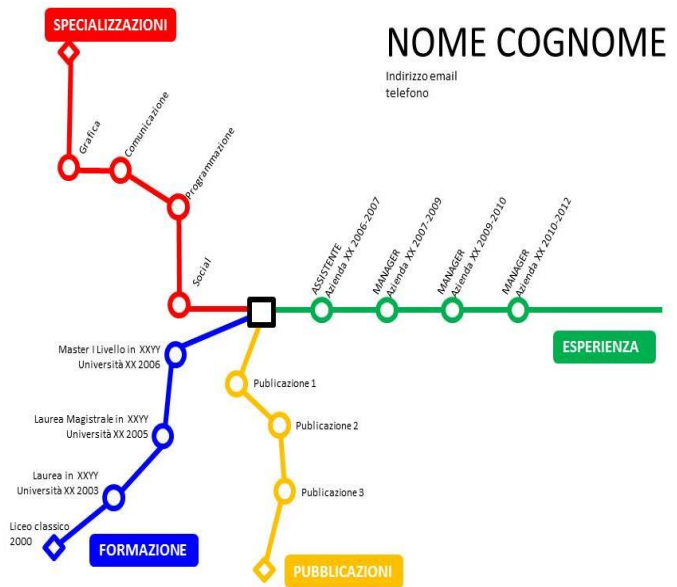 SPECIALIZZAZIONI
NOME COGNOME
Indirizzo email
telefono
Grafica
Comunicazione
Programmazione
Social
ASSISTENTE
Azienda XX 2006-2007
MANAGER
Azienda XX 2007-2009
MANAGER
Azienda XX 2009-2010
MANAGER
Azienda XX 2010-2012
ESPERIENZA
Master I Livello in XXYY
Università XX 2006
Laurea Magistrale in XXYY
Università XX 2005
Laurea in XXYY
Università XX 2003
Liceo classico
2000
FORMAZIONE
Publicazione 1
Publicazione 2
Publicazione 3
PUBBLICAZIONI